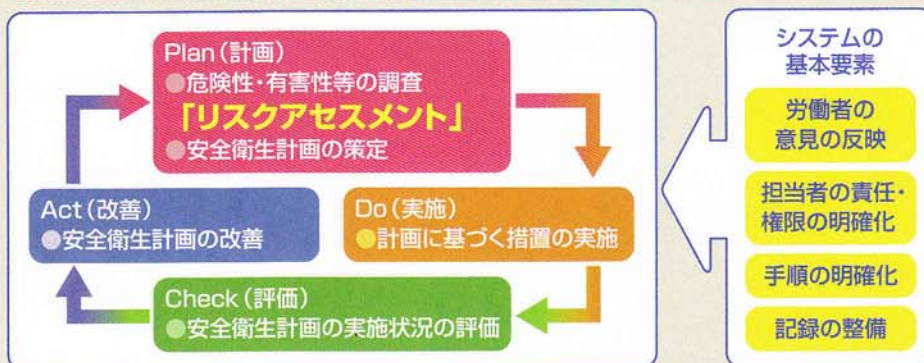 Plan（計画）
●危険性・有害性等の調査
「リスクアセスメント」
●安全衛生計画の策定
Do（実施）
●計画に基づく措置の実施
Check（評価）
●安全衛生計画の実施状況の評価
Act（改善）
●安全衛生計画の改善
システムの
基本要素
労働者の
意見の反映
担当者の責任・
権限の明確化
手順の明確化
記録の整備